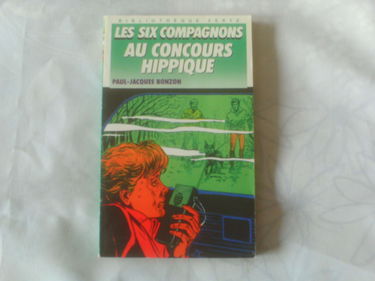 BIBLIOTHÈQUE VERTE
LES SIX COMPAGNONS
AU CONCOURS
HIPPIQUE
PAUL-JACQUES BONZON